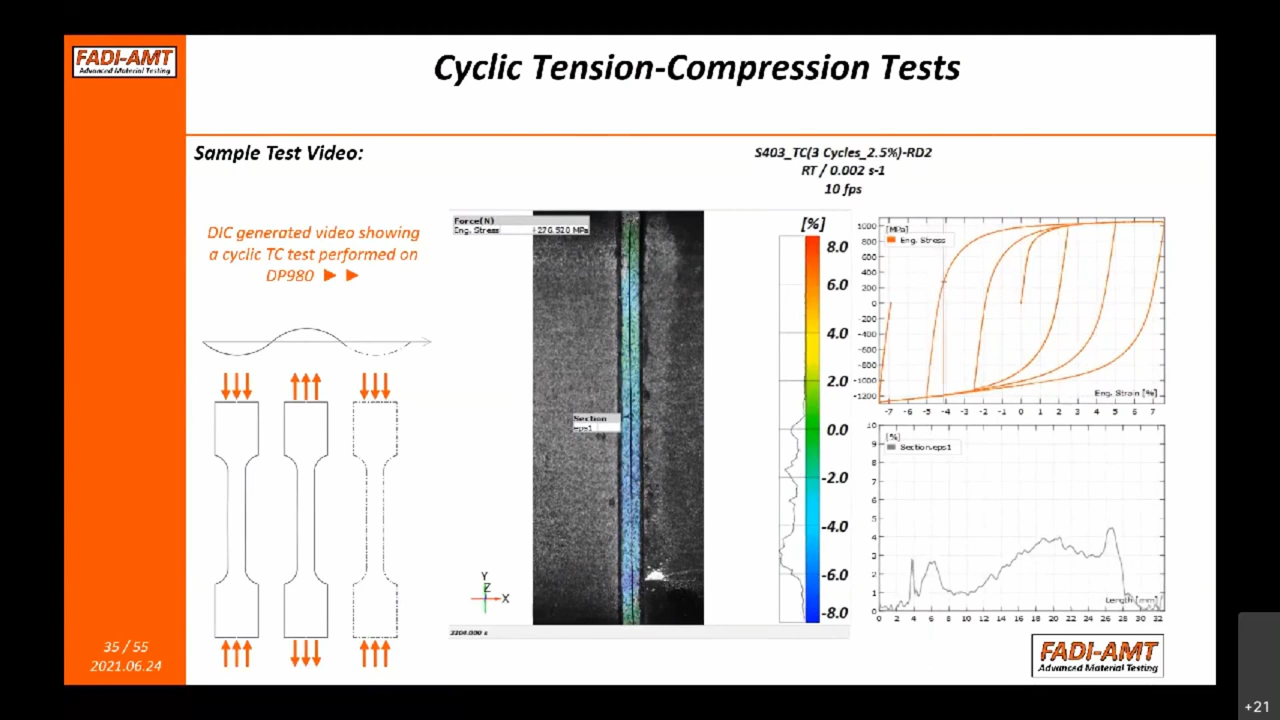 FADI-AMT
Advanced Material Testing
Cyclic Tension-Compression Tests
Sample Test Video:
S403_TC(3 Cycles_2.5%)-RD2
RT / 0.002 s-1
10 fps
DIC generated video showing
a cyclic TC test performed on
DP980 ► ►
Force(N)
Eng. Stress +276.520 MPa
Section
eps1
Y
Z
X
2204.000 s
[%]
8.0
6.0
4.0
2.0
0.0
-2.0
-4.0
-6.0
-8.0
[MPa]
Eng. Stress
1000
800
600
400
200
0
-200
-400
-600
-800
-1000
-1200
Eng. Strain [%]
-7 -6 -5 -4 -3 -2 -1 0 1 2 3 4 5 6 7
[%]
Section.eps1
10
9
8
7
6
5
4
3
2
1
0
Length [mm]
0 2 4 6 8 10 12 14 16 18 20 22 24 26 28 30 32
35 / 55
2021.06.24
FADI-AMT
Advanced Material Testing
+21